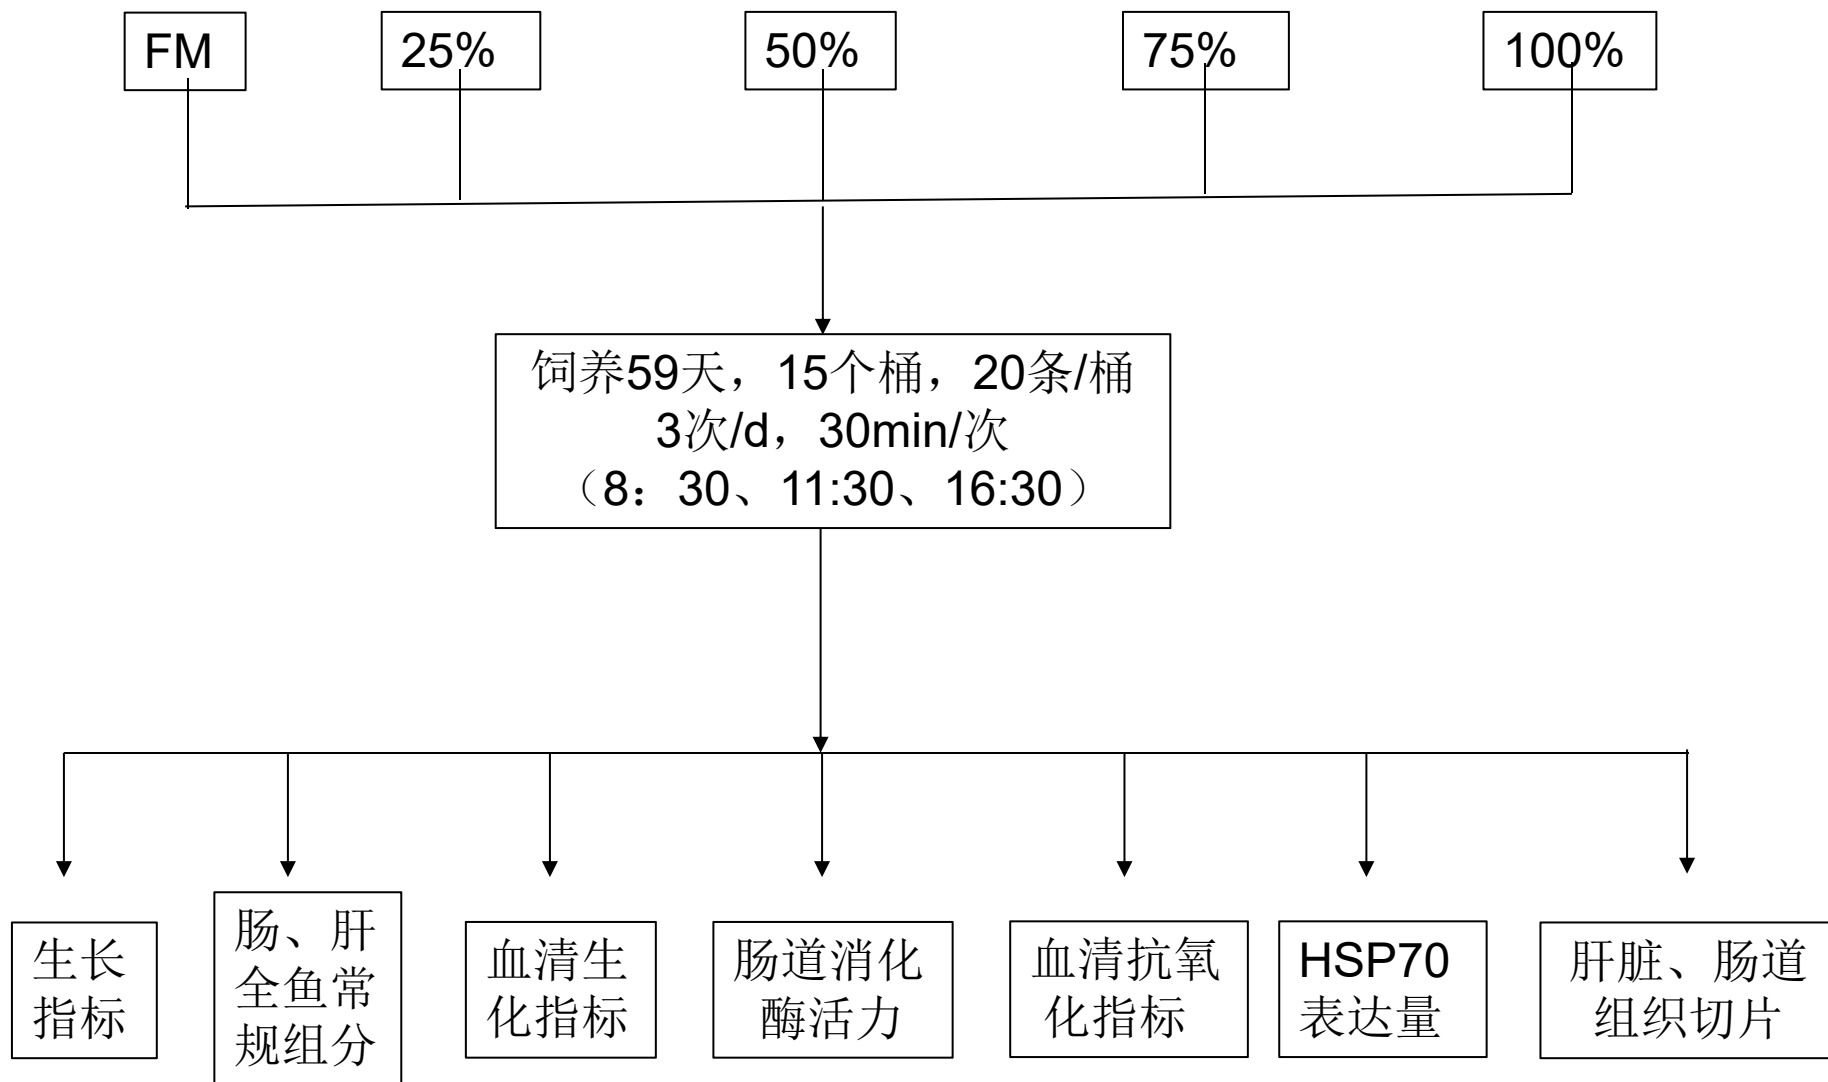 FM
25%
50%
75%
100%
饲养59天，15个桶，20条/桶
3次/d，30min/次
（8：30、11:30、16:30）
生长
指标
肠、肝
全鱼常
规组分
血清生
化指标
肠道消化
酶活力
血清抗氧
化指标
HSP70
表达量
肝脏、肠道
组织切片